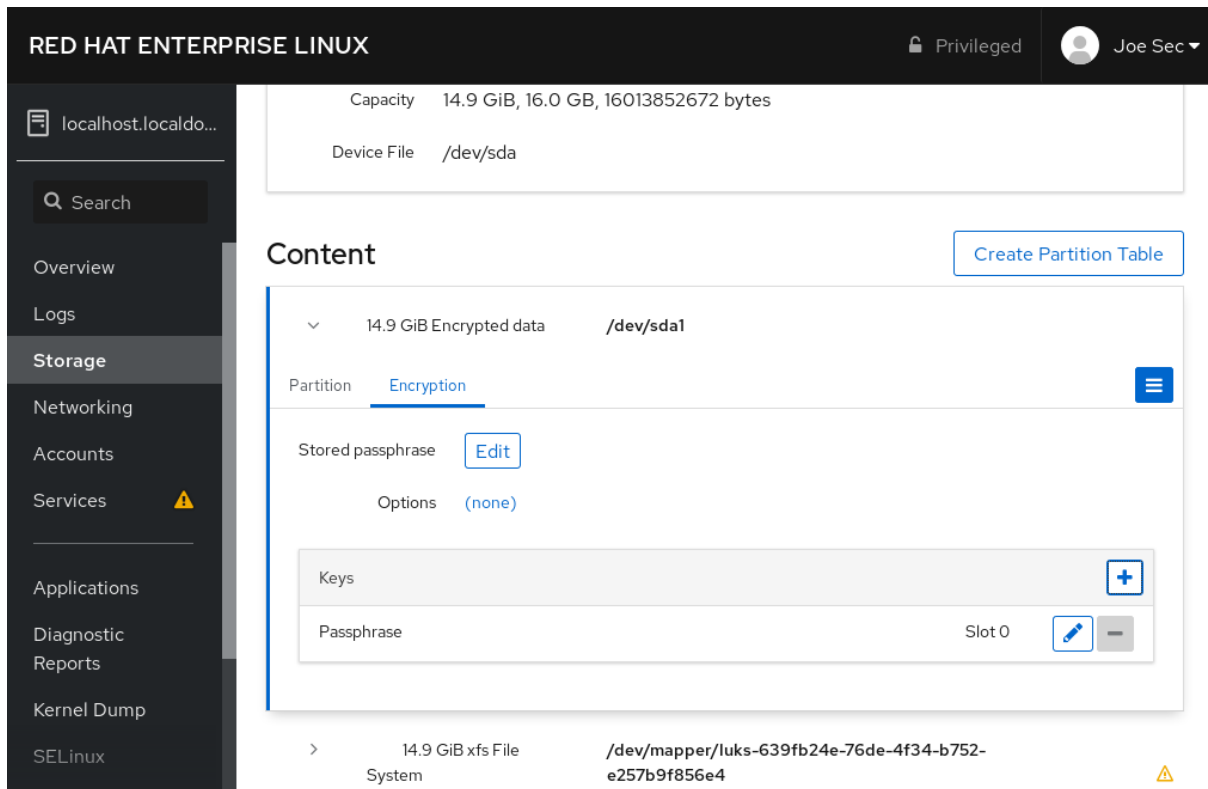 RED HAT ENTERPRISE LINUX
Privileged
Joe Sec
localhost.localdo...
Search
Overview
Logs
Storage
Networking
Accounts
Services
Applications
Diagnostic
Reports
Kernel Dump
SELinux
Capacity 14.9 GiB, 16.0 GB, 16013852672 bytes
Device File /dev/sda
Content
Create Partition Table
14.9 GiB Encrypted data /dev/sda1
Partition Encryption
Stored passphrase Edit
Options (none)
Keys
Passphrase Slot 0
14.9 GiB xfs File /dev/mapper/luks-639fb24e-76de-4f34-b752-
System e257b9f856e4